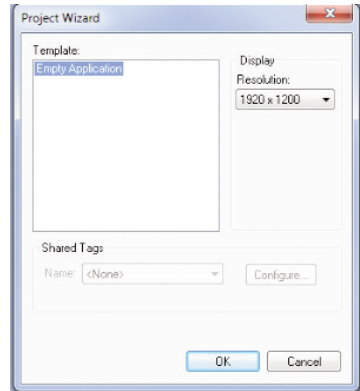 Project Wizard
Template:
Empty Application
Display
Resolution:
1920 x 1200
Shared Tags
Name: <None>
Configure...
OK
Cancel